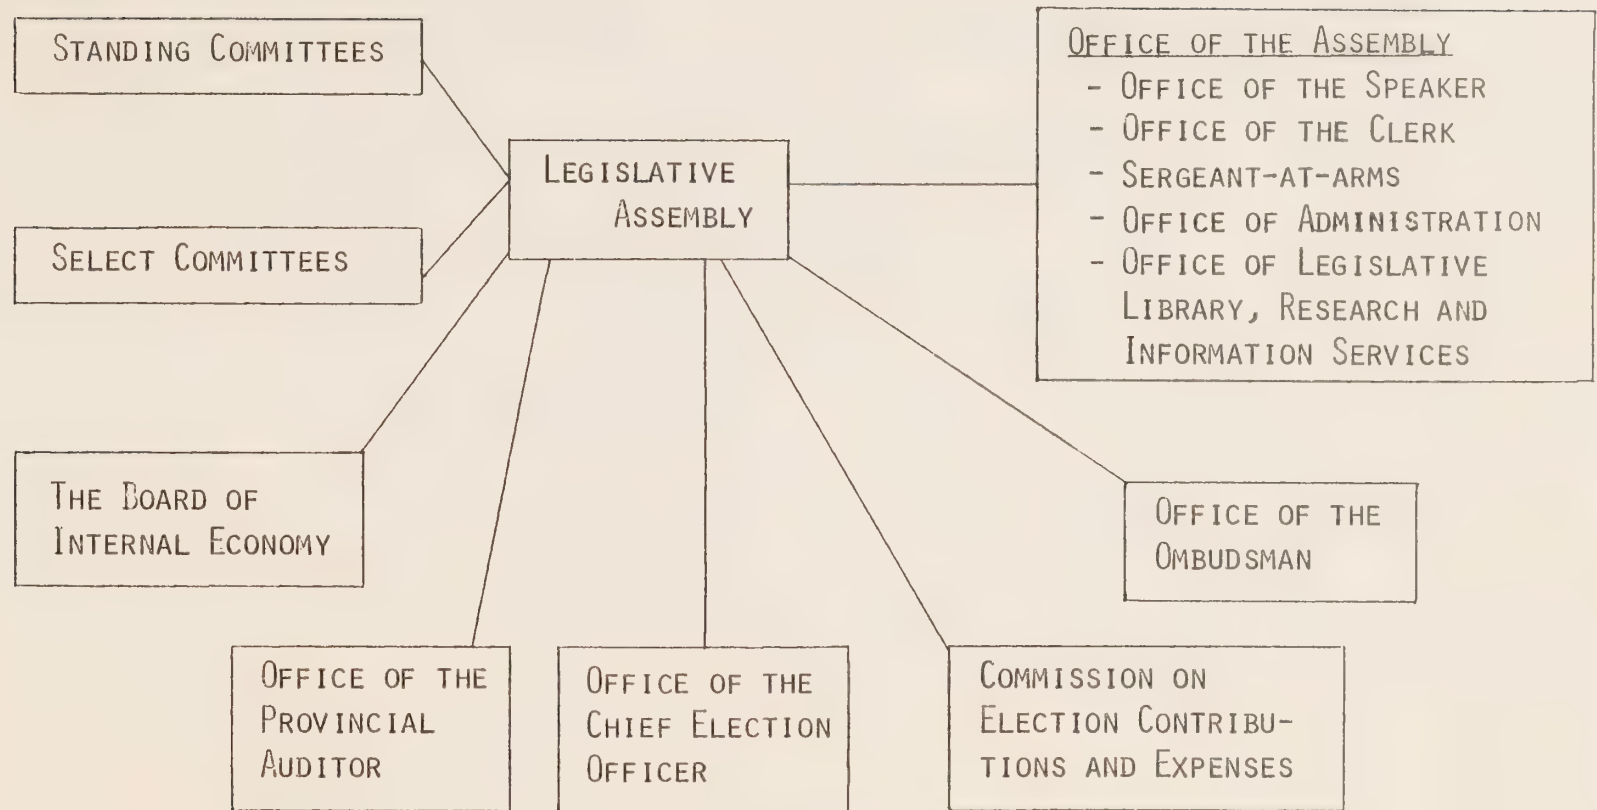 STANDING COMMITTEES
OFFICE OF THE ASSEMBLY
- OFFICE OF THE SPEAKER
- OFFICE OF THE CLERK
- SERGEANT-AT-ARMS
- OFFICE OF ADMINISTRATION
- OFFICE OF LEGISLATIVE
LIBRARY, RESEARCH AND
INFORMATION SERVICES
LEGISLATIVE
ASSEMBLY
SELECT COMMITTEES
THE BOARD OF
INTERNAL ECONOMY
OFFICE OF THE
OMBUDSMAN
OFFICE OF THE
PROVINCIAL
AUDITOR
OFFICE OF THE
CHIEF ELECTION
OFFICER
COMMISSION ON
ELECTION CONTRIBU-
TIONS AND EXPENSES